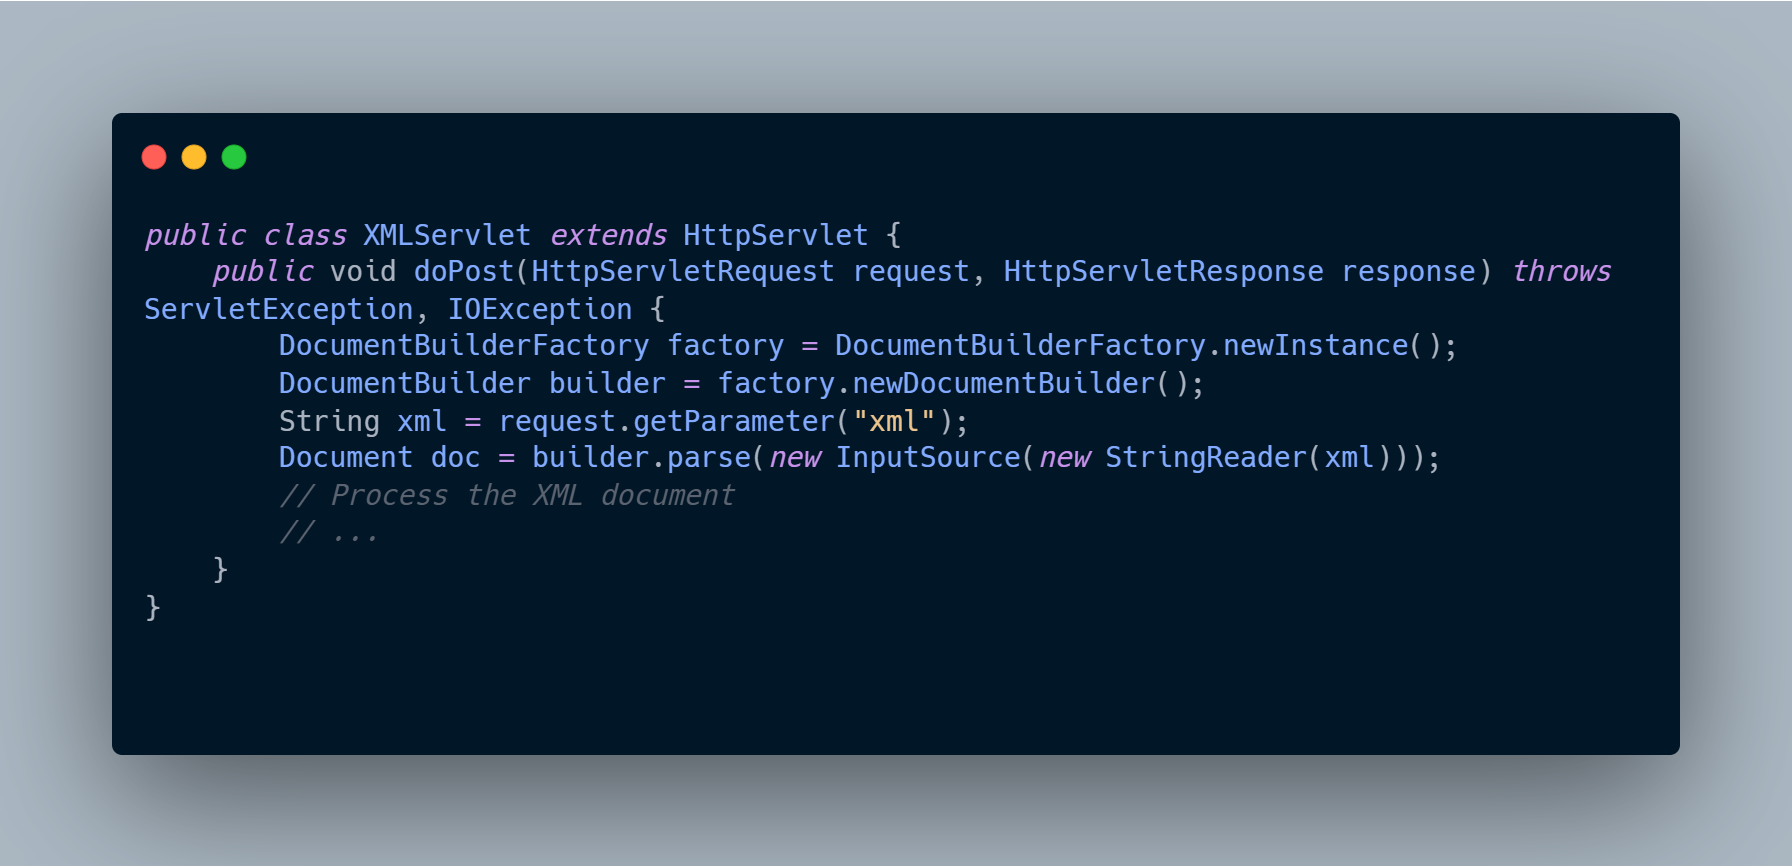 public class XMLServlet extends HttpServlet {
    public void doPost(HttpServletRequest request, HttpServletResponse response) throws
ServletException, IOException {
        DocumentBuilderFactory factory = DocumentBuilderFactory.newInstance();
        DocumentBuilder builder = factory.newDocumentBuilder();
        String xml = request.getParameter("xml");
        Document doc = builder.parse(new InputSource(new StringReader(xml)));
        // Process the XML document
        // ...
    }
}